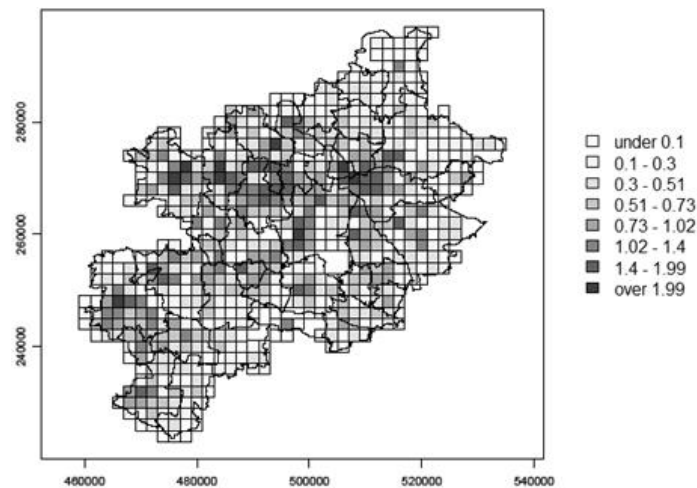 280000
260000
240000
460000 480000 500000 520000 540000
under 0.1
0.1 - 0.3
0.3 - 0.51
0.51 - 0.73
0.73 - 1.02
1.02 - 1.4
1.4 - 1.99
over 1.99